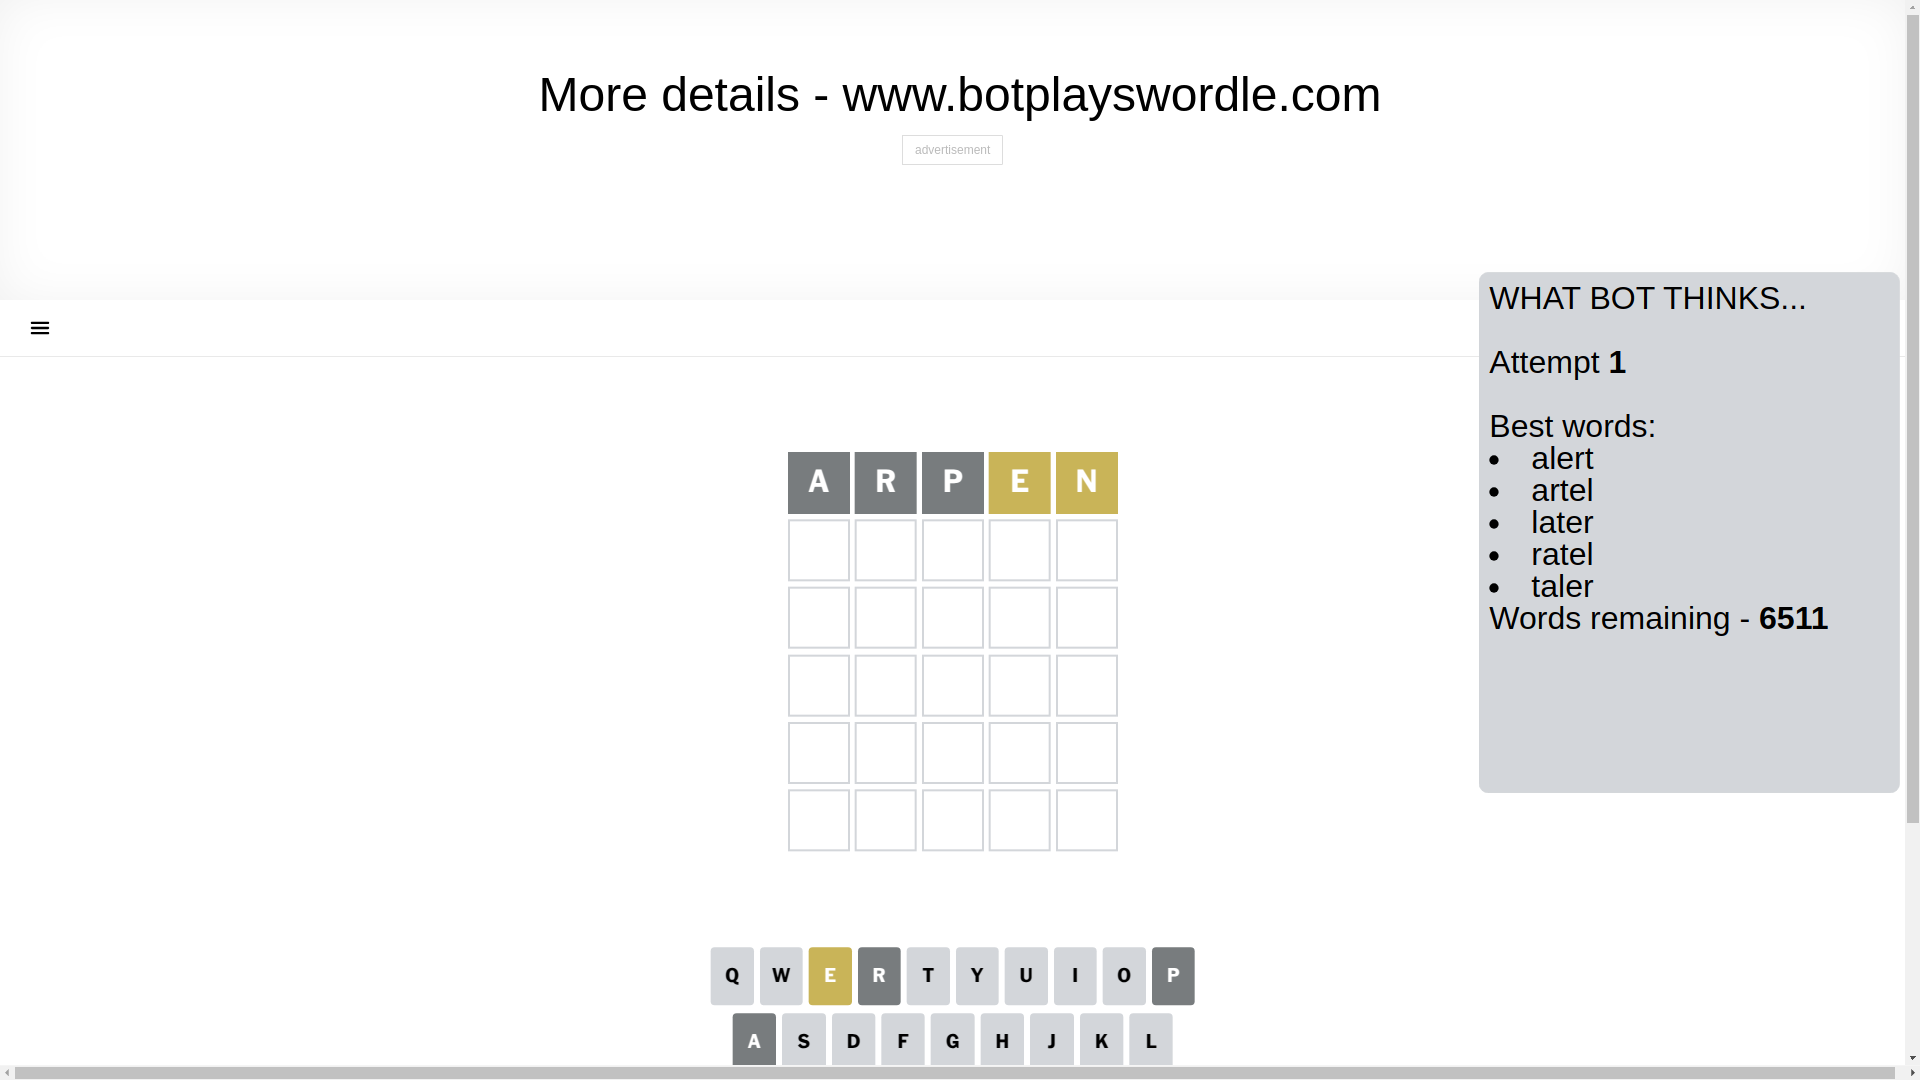 More details - www.botplayswordle.com
advertisement
WHAT BOT THINKS...
Attempt 1
Best words:
• alert
• artel
• later
• ratel
• taler
Words remaining - 6511
A R P E N
Q W E R T Y U I O P
A S D F G H J K L